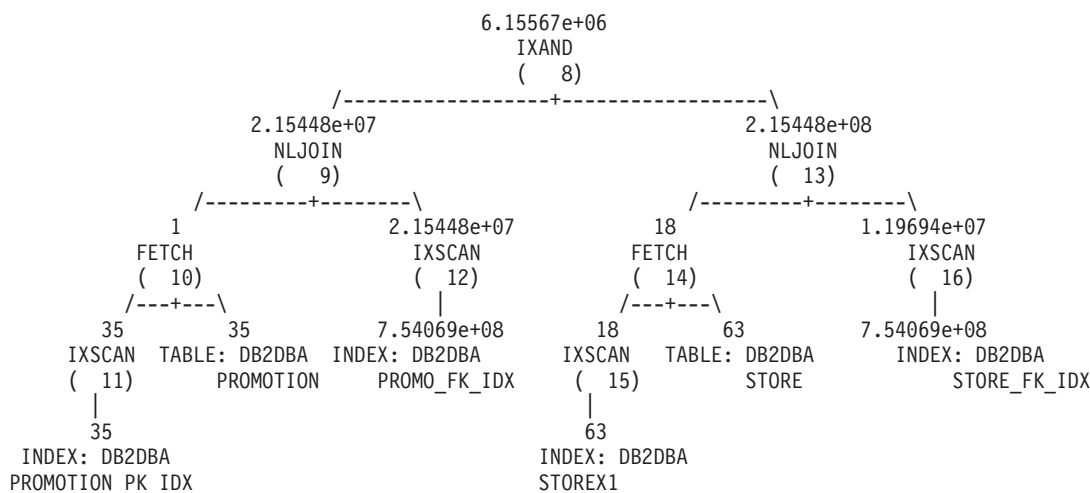 6.15567e+06
IXAND
(   8)
/------------------+------------------\
2.15448e+07 2.15448e+08
NLJOIN NLJOIN
(   9) (  13)
/---------+--------\ /---------+--------\
1 2.15448e+07 18 1.19694e+07
FETCH IXSCAN FETCH IXSCAN
(  10) (  12) (  14) (  16)
/---+---\ | /---+---\ |
35 35 7.54069e+08 18 63 7.54069e+08
IXSCAN TABLE: DB2DBA INDEX: DB2DBA IXSCAN TABLE: DB2DBA INDEX: DB2DBA
(  11) PROMOTION PROMO_FK_IDX (  15) STORE STORE_FK_IDX
| |
35 63
INDEX: DB2DBA INDEX: DB2DBA
PROMOTION PK IDX STOREX1